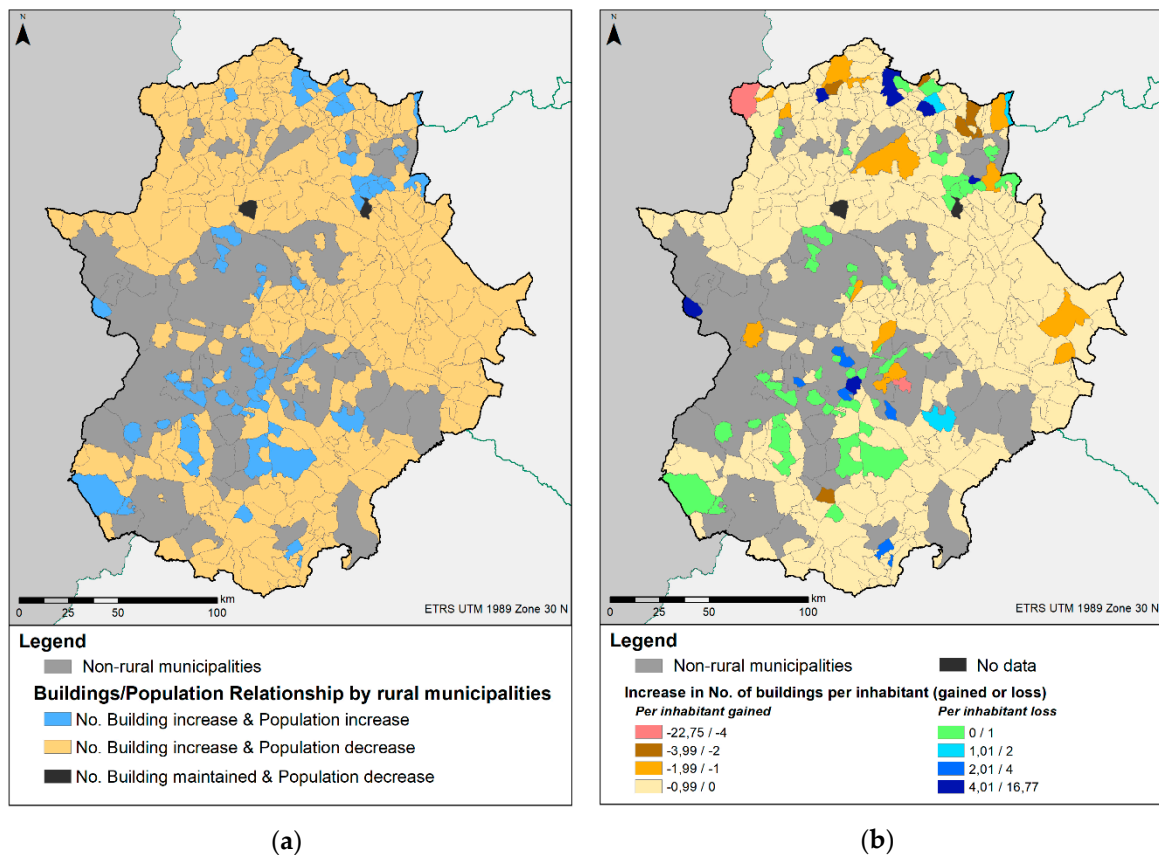 N
km
0 25 50 100
ETRS UTM 1989 Zone 30 N
Legend
Non-rural municipalities
Buildings/Population Relationship by rural municipalities
No. Building increase & Population increase
No. Building increase & Population decrease
No. Building maintained & Population decrease
(a)
N
km
0 25 50 100
ETRS UTM 1989 Zone 30 N
Legend
Non-rural municipalities
No data
Increase in No. of buildings per inhabitant (gained or loss)
Per inhabitant gained
-22,75 / -4
-3,99 / -2
-1,99 / -1
-0,99 / 0
Per inhabitant loss
0 / 1
1,01 / 2
2,01 / 4
4,01 / 16,77
(b)